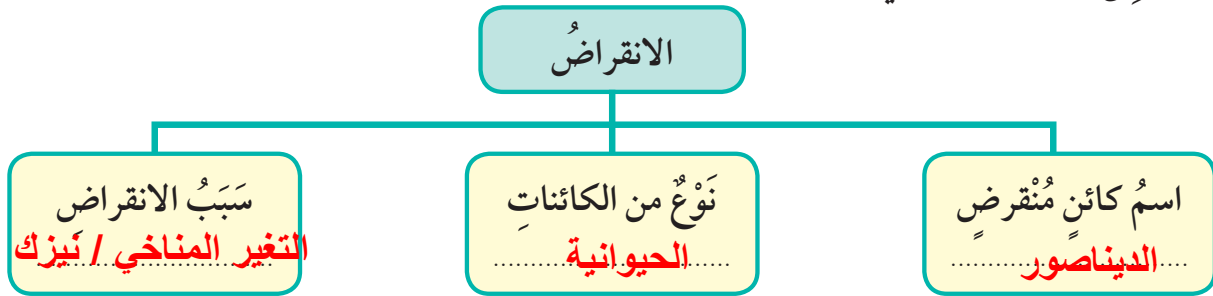 الانقراضُ
اسمُ كائنٍ مُنْقرضٍ
الديناصور
نَوْعٌ من الكائناتِ
الحيوانية
سَبَبُ الانقراضِ
التغير المناخي / نيزك